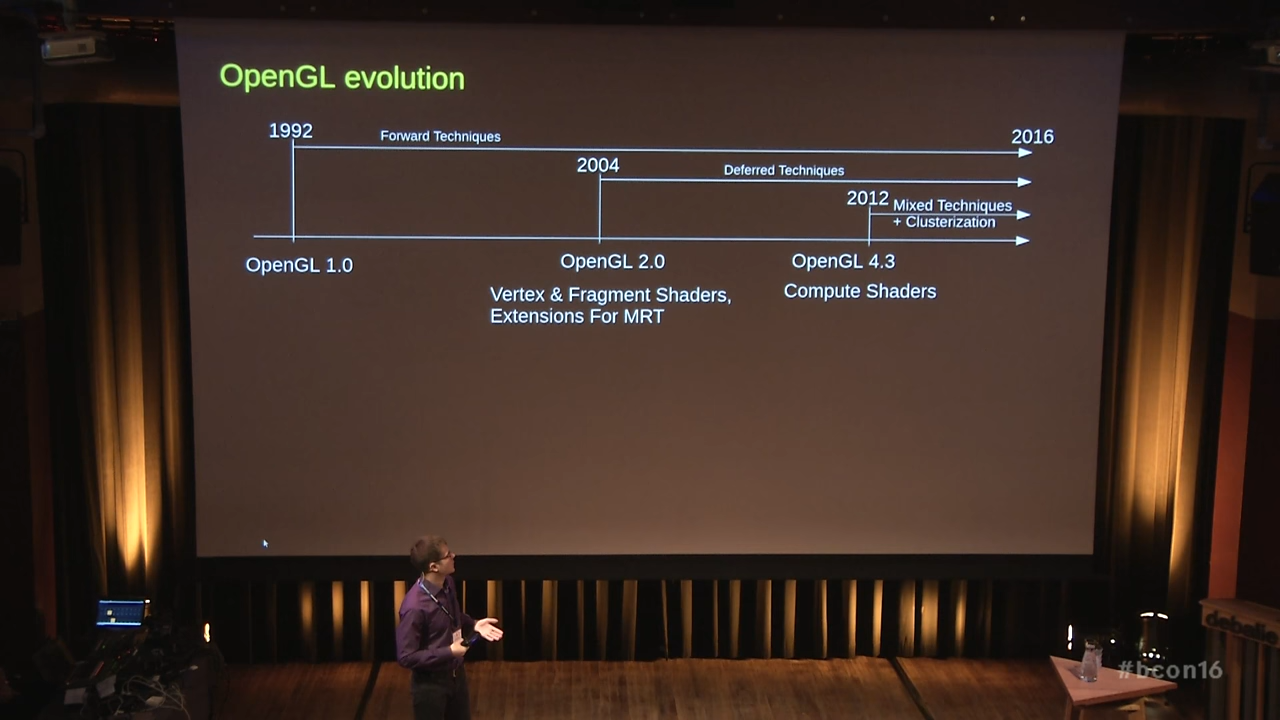 OpenGL evolution
1992
Forward Techniques
2016
2004
Deferred Techniques
2012
Mixed Techniques
+ Clusterization
OpenGL 1.0
OpenGL 2.0
OpenGL 4.3
Vertex & Fragment Shaders,
Extensions For MRT
Compute Shaders
debalie
#bcon16